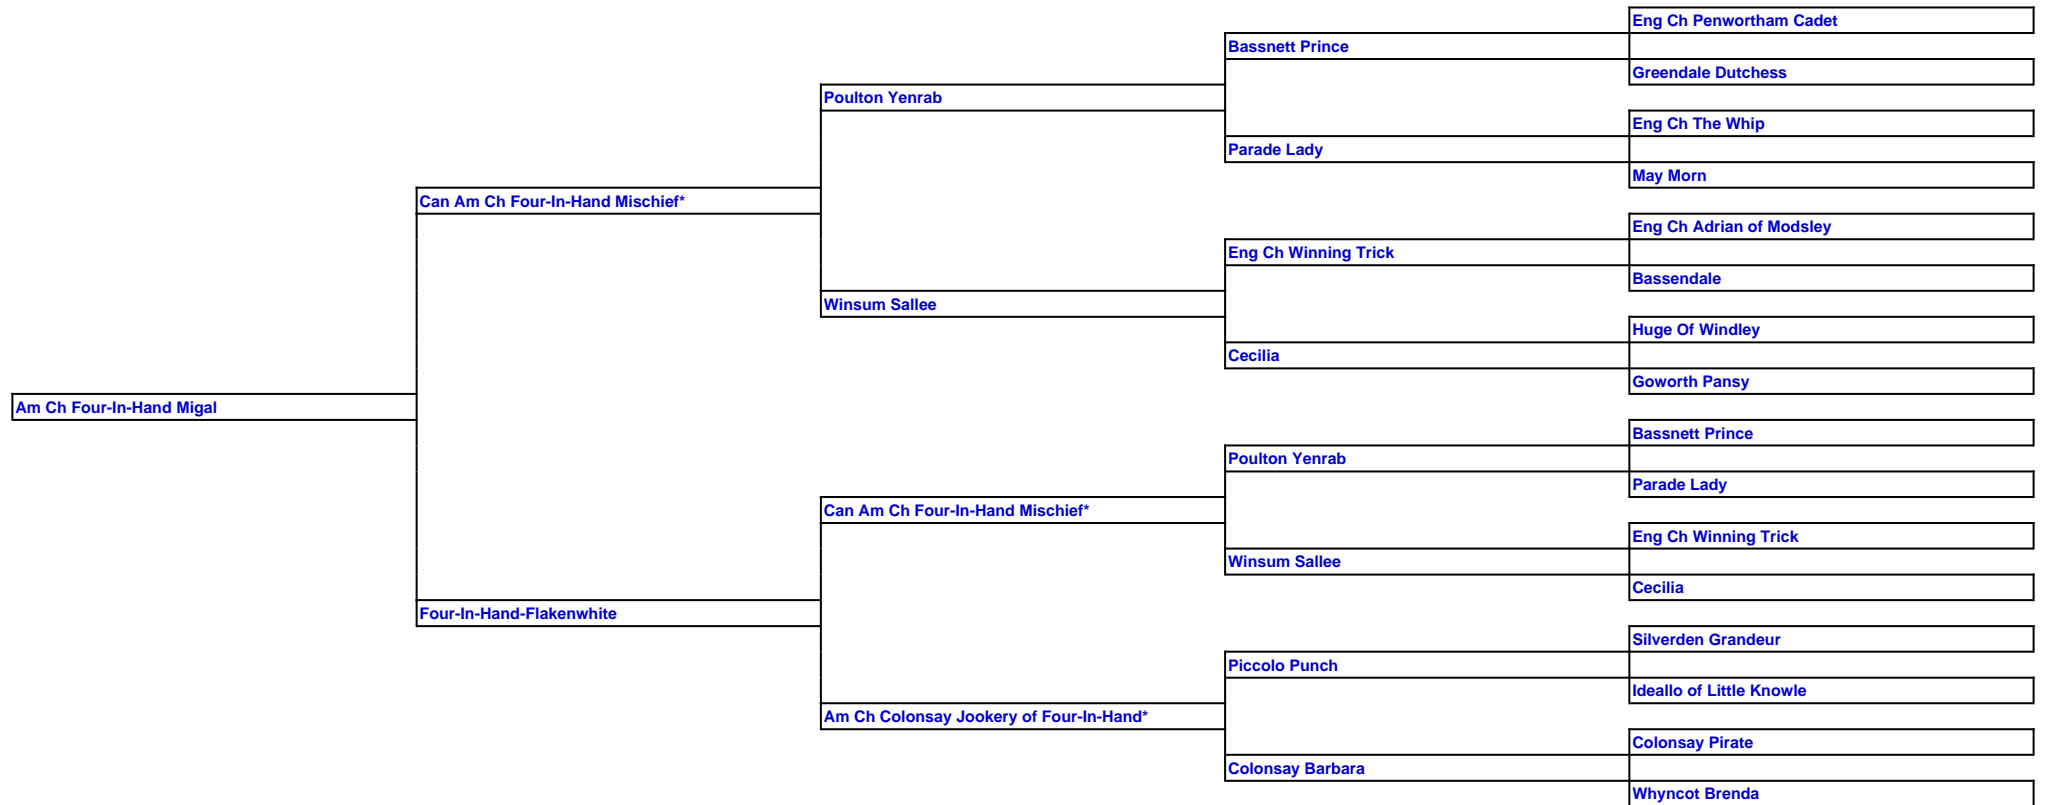 Eng Ch Penwortham Cadet
Bassnett Prince
Greendale Dutchess
Poulton Yenrab
Eng Ch The Whip
Parade Lady
May Morn
Can Am Ch Four-In-Hand Mischief*
Eng Ch Adrian of Modsley
Eng Ch Winning Trick
Bassendale
Winsum Sallee
Huge Of Windley
Cecilia
Goworth Pansy
Am Ch Four-In-Hand Migal
Bassnett Prince
Poulton Yenrab
Parade Lady
Can Am Ch Four-In-Hand Mischief*
Eng Ch Winning Trick
Winsum Sallee
Cecilia
Four-In-Hand-Flakenwhite
Silverden Grandeur
Piccolo Punch
Ideallo of Little Knowle
Am Ch Colonsay Jookery of Four-In-Hand*
Colonsay Pirate
Colonsay Barbara
Whyncot Brenda